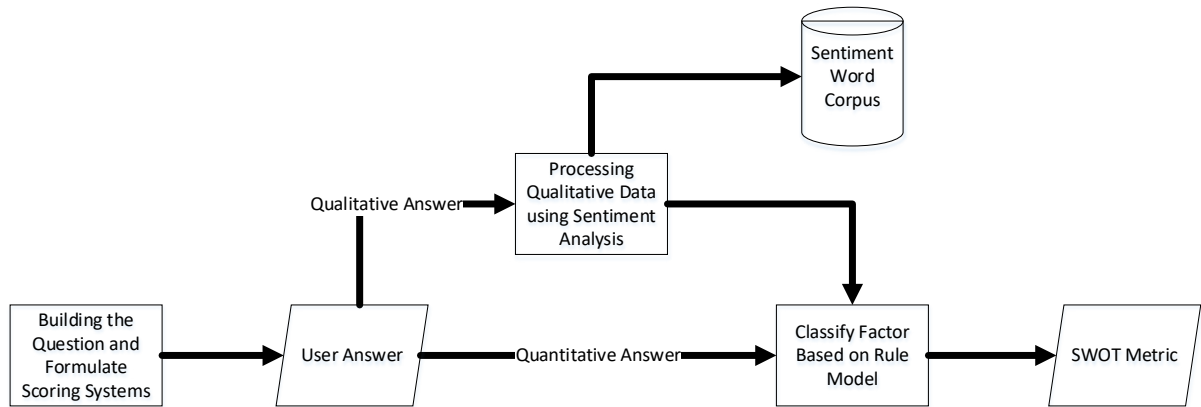 Sentiment
Word
Corpus
Processing
Qualitative Data
using Sentiment
Analysis
Qualitative Answer
Building the
Question and
Formulate
Scoring Systems
User Answer
Quantitative Answer
Classify Factor
Based on Rule
Model
SWOT Metric